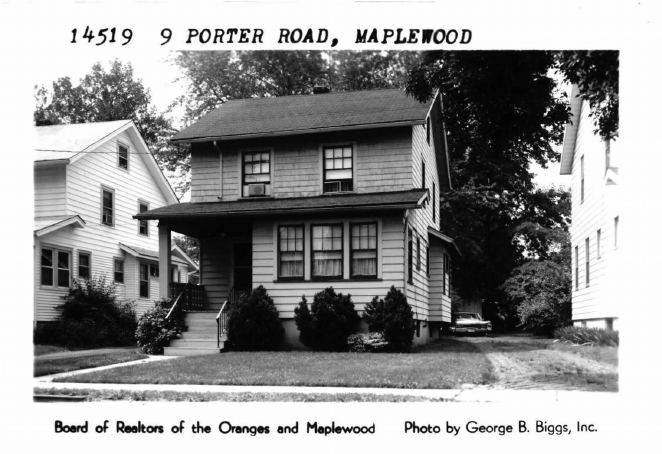 14519 9 PORTER ROAD, MAPLEWOOD
Board of Realtors of the Oranges and Maplewood Photo by George B. Biggs, Inc.